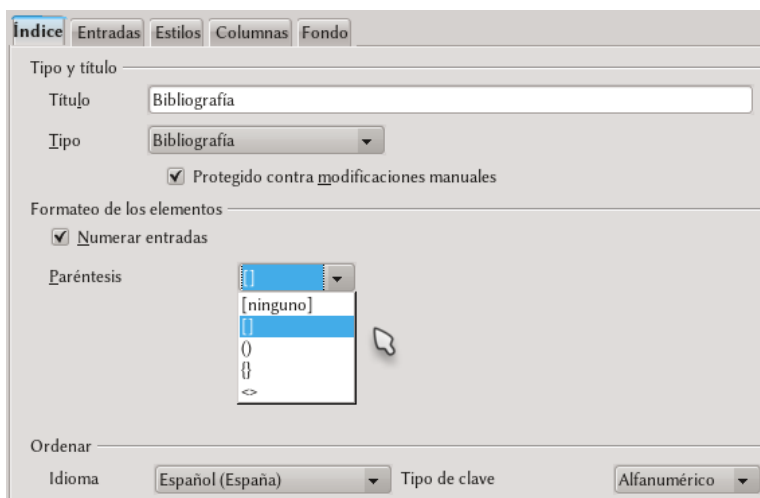 Índice Entradas Estilos Columnas Fondo
Tipo y título
Título Bibliografía
Tipo Bibliografía
Protegido contra modificaciones manuales
Formateo de los elementos
Numerar entradas
Paréntesis []
[ninguno]
[]
()
{}
<>
Ordenar
Idioma Español (España) Tipo de clave Alfanumérico